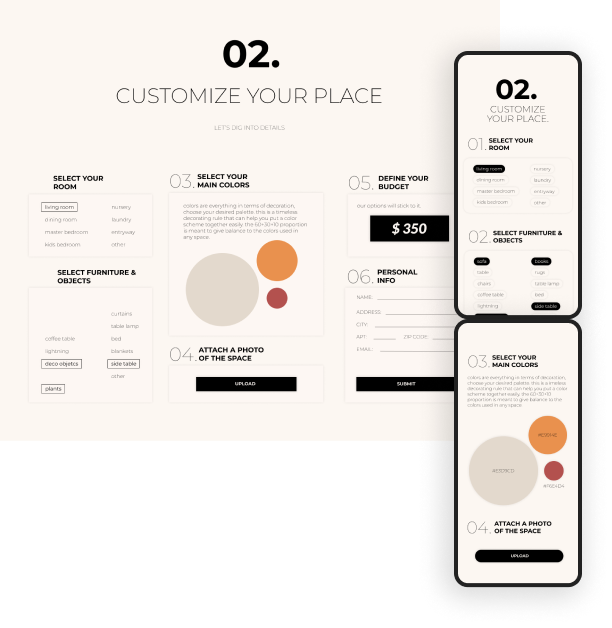 02.
CUSTOMIZE YOUR PLACE
LET'S DIG INTO DETAILS
SELECT YOUR
ROOM
living room
nursery
dining room
laundry
master bedroom
entryway
kids bedroom
other
SELECT FURNITURE &
OBJECTS
curtains
table lamp
coffee table
bed
lightning
blankets
deco objetcs
side table
other
plants
03. SELECT YOUR
MAIN COLORS
colors are everything in terms of decoration,
choose your desired palette. this is a timeless
decorating rule that can help you put a color
scheme together easily. the 60+30+10 proportion
is meant to give balance to the colors used in
any space.
04. ATTACH A PHOTO
OF THE SPACE
UPLOAD
05. DEFINE YOUR
BUDGET
our options will stick to it.
$ 350
06. PERSONAL
INFO
NAME:
ADDRESS:
CITY:
APT: ZIP CODE:
EMAIL:
SUBMIT
02.
CUSTOMIZE
YOUR PLACE.
01. SELECT YOUR
ROOM
living room
nursery
dining room
laundry
master bedroom
entryway
kids bedroom
other
02. SELECT FURNITURE &
OBJECTS
sofa
books
table
rugs
chairs
table lamp
coffee table
bed
lightning
side table
03. SELECT YOUR
MAIN COLORS
colors are everything in terms of decoration,
choose your desired palette. this is a timeless
decorating rule that can help you put a color
scheme together easily. the 60+30+10
proportion is meant to give balance to the
colors used in any space.
04. ATTACH A PHOTO
OF THE SPACE
UPLOAD